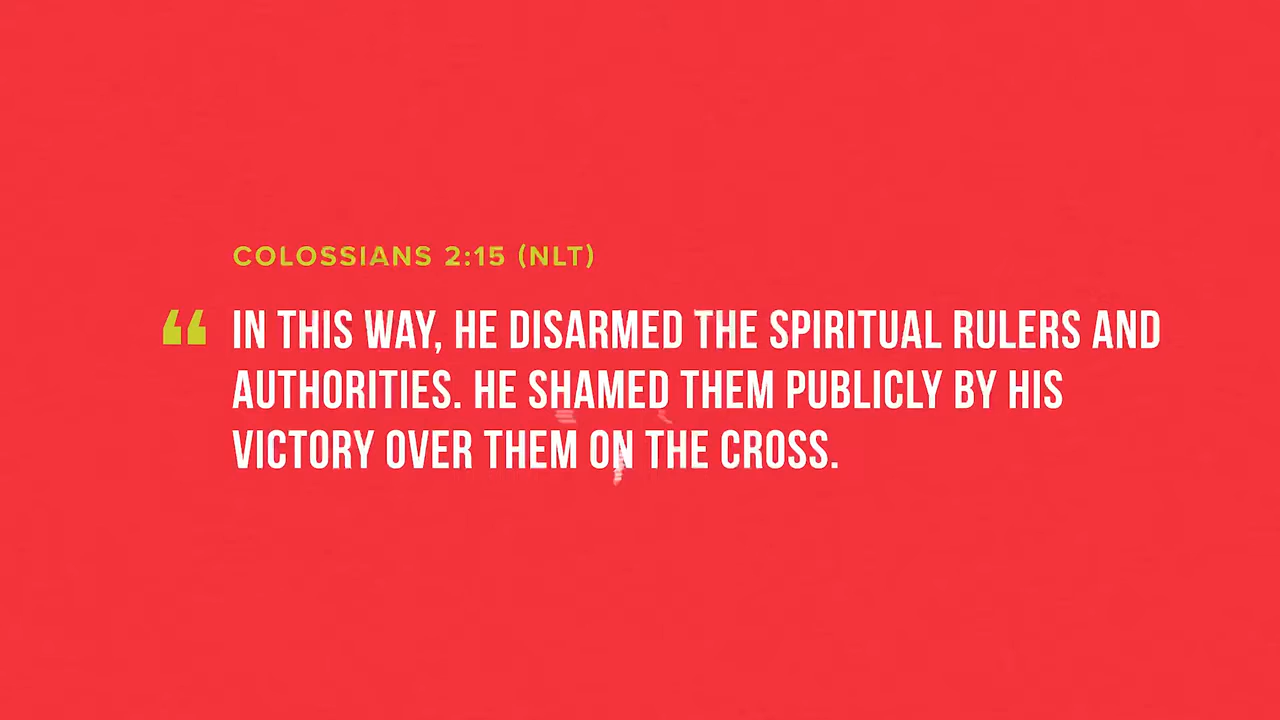 COLOSSIANS 2:15 (NLT)
“ IN THIS WAY, HE DISARMED THE SPIRITUAL RULERS AND
AUTHORITIES. HE SHAMED THEM PUBLICLY BY HIS
VICTORY OVER THEM ON THE CROSS.